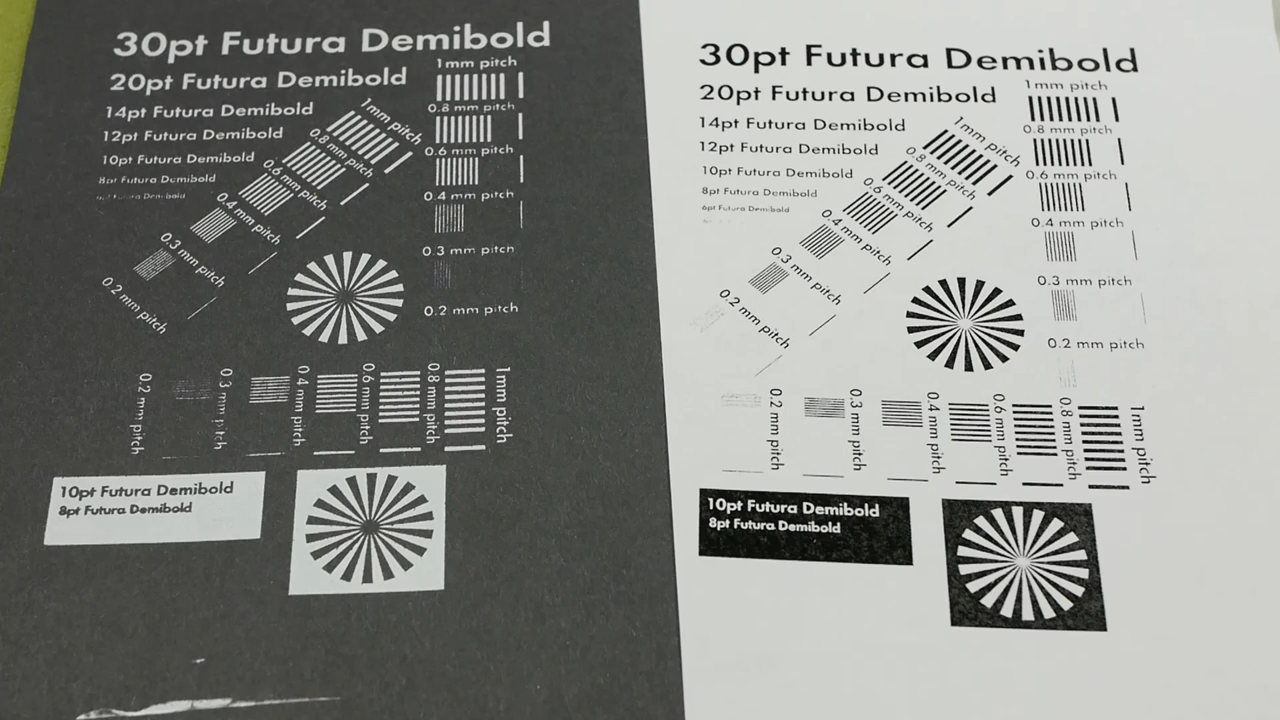 30pt Futura Demibold
20pt Futura Demibold
14pt Futura Demibold
12pt Futura Demibold
10pt Futura Demibold
8pt Futura Demibold
Futura Demibold
1mm pitch
0.8 mm pitch
0.6 mm pitch
0.4 mm pitch
0.3 mm pitch
0.2 mm pitch
1mm pitch
0.8 mm pitch
0.6 mm pitch
0.4 mm pitch
0.3 mm pitch
0.2 mm pitch
0.2 mm pitch
0.3 mm pitch
0.4 mm pitch
0.6 mm pitch
0.8 mm pitch
1mm pitch
10pt Futura Demibold
8pt Futura Demibold
30pt Futura Demibold
20pt Futura Demibold
14pt Futura Demibold
12pt Futura Demibold
10pt Futura Demibold
8pt Futura Demibold
6pt Futura Demibold
1mm pitch
0.8 mm pitch
0.6 mm pitch
0.4 mm pitch
0.3 mm pitch
0.2 mm pitch
1mm pitch
0.8 mm pitch
0.6 mm pitch
0.4 mm pitch
0.3 mm pitch
0.2 mm pitch
0.2 mm pitch
0.3 mm pitch
0.4 mm pitch
0.6 mm pitch
0.8 mm pitch
1mm pitch
10pt Futura Demibold
8pt Futura Demibold